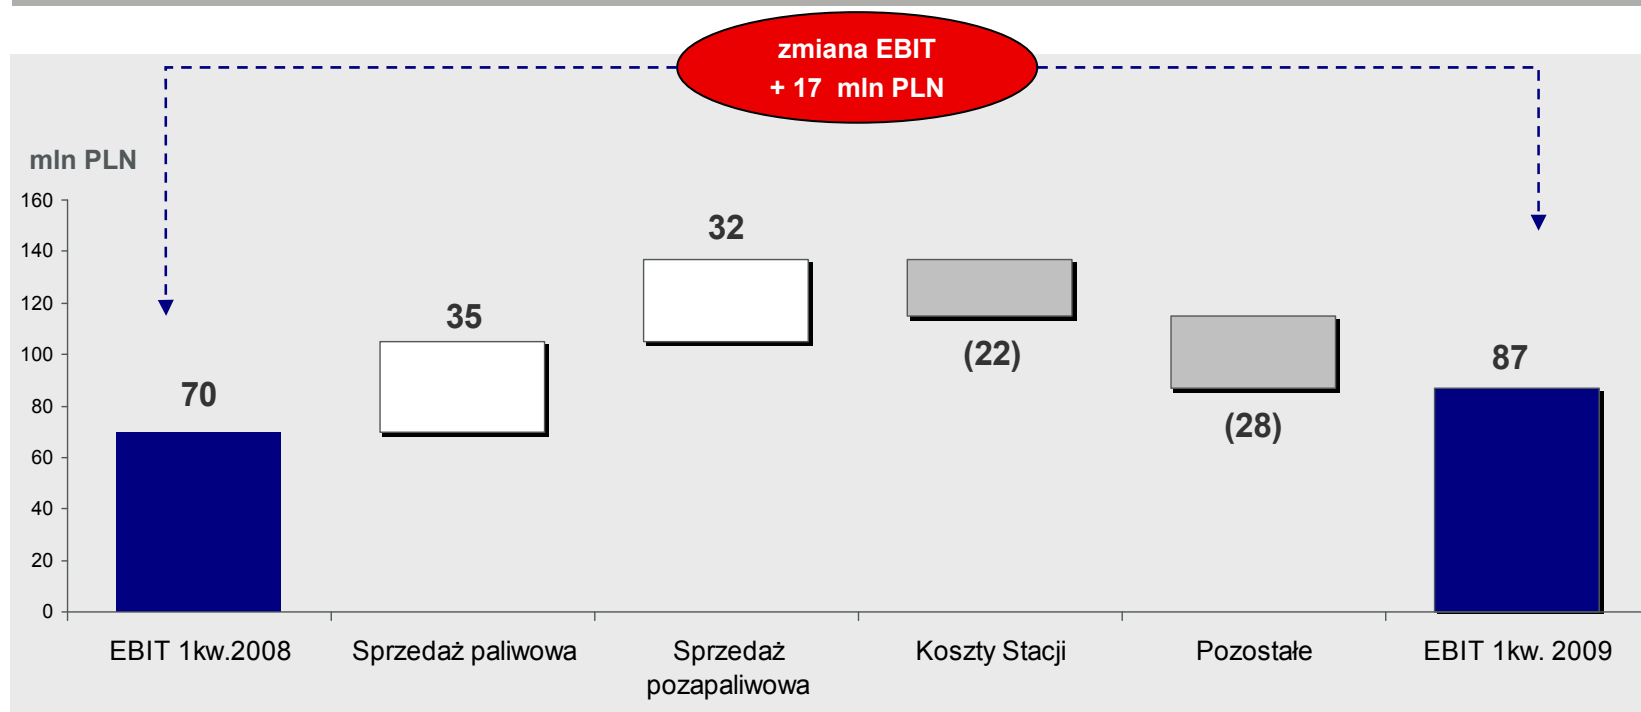 zmiana EBIT
+ 17 mln PLN
mln PLN
160
140
120
100
80
60
40
20
0
70
35
32
(22)
(28)
87
EBIT 1kw.2008
Sprzedaż paliwowa
Sprzedaż
pozapaliwowa
Koszty Stacji
Pozostałe
EBIT 1kw. 2009